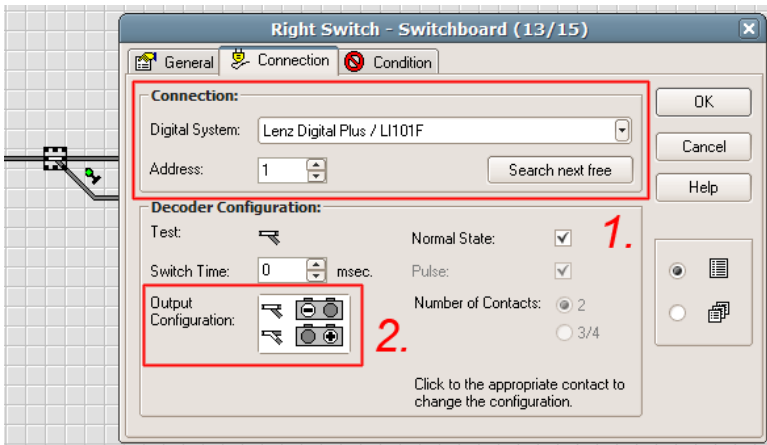 Right Switch - Switchboard (13/15)
General Connection Condition
Connection:
Digital System: Lenz Digital Plus / LI101F
Address: 1 Search next free
OK
Cancel
Help
Decoder Configuration:
Test:
Normal State:
1.
Switch Time: 0 msec.
Pulse:
Output
Configuration:
2.
Number of Contacts: 2
3/4
Click to the appropriate contact to
change the configuration.